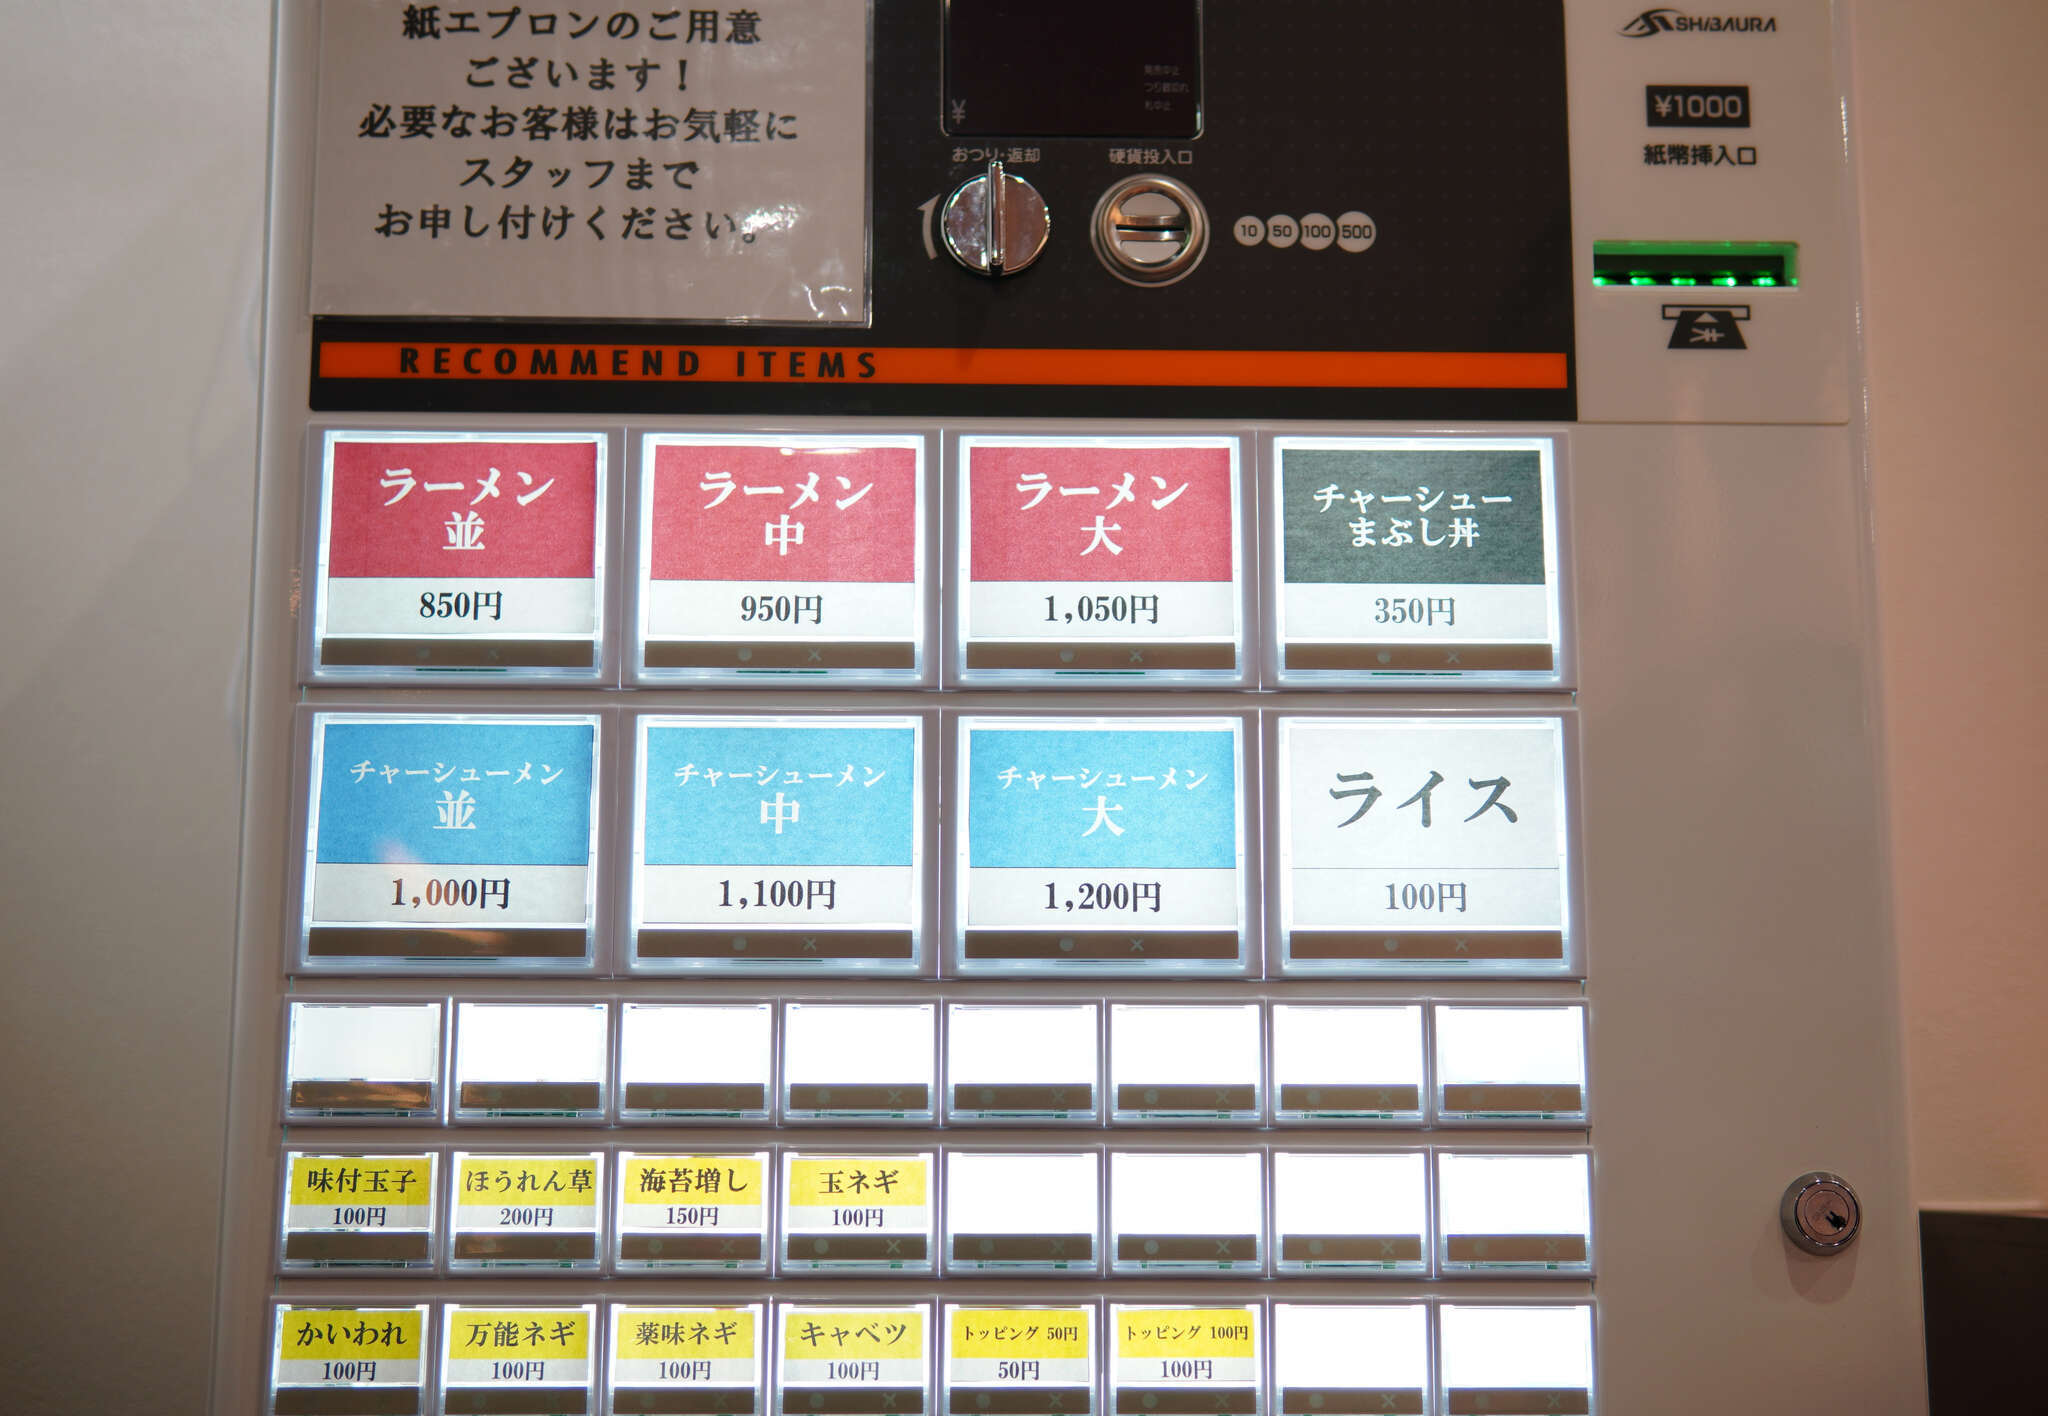 紙エプロンのご用意
ございます！
必要なお客様はお気軽に
スタッフまで
お申し付けください。
発売中止
つり銭切れ
札中止
¥
おつり・返却
硬貨投入口
10 50 100 500
SHIBAURA
¥1000
紙幣挿入口
RECOMMEND ITEMS
ラーメン
並
850円
ラーメン
中
950円
ラーメン
大
1,050円
チャーシュー
まぶし丼
350円
チャーシューメン
並
1,000円
チャーシューメン
中
1,100円
チャーシューメン
大
1,200円
ライス
100円
味付玉子
100円
ほうれん草
200円
海苔増し
150円
玉ネギ
100円
かいわれ
100円
万能ネギ
100円
薬味ネギ
100円
キャベツ
100円
トッピング 50円
50円
トッピング 100円
100円